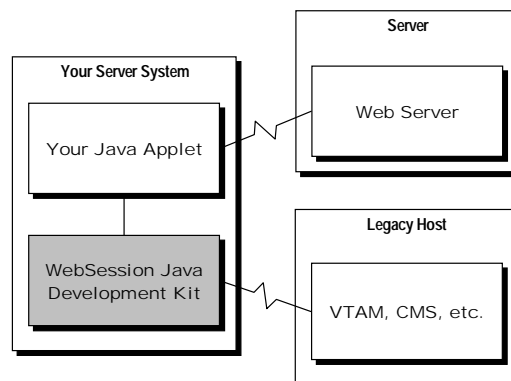 Server
Your Server System
Your Java Applet
Web Server
Legacy Host
WebSession Java
Development Kit
VTAM, CMS, etc.